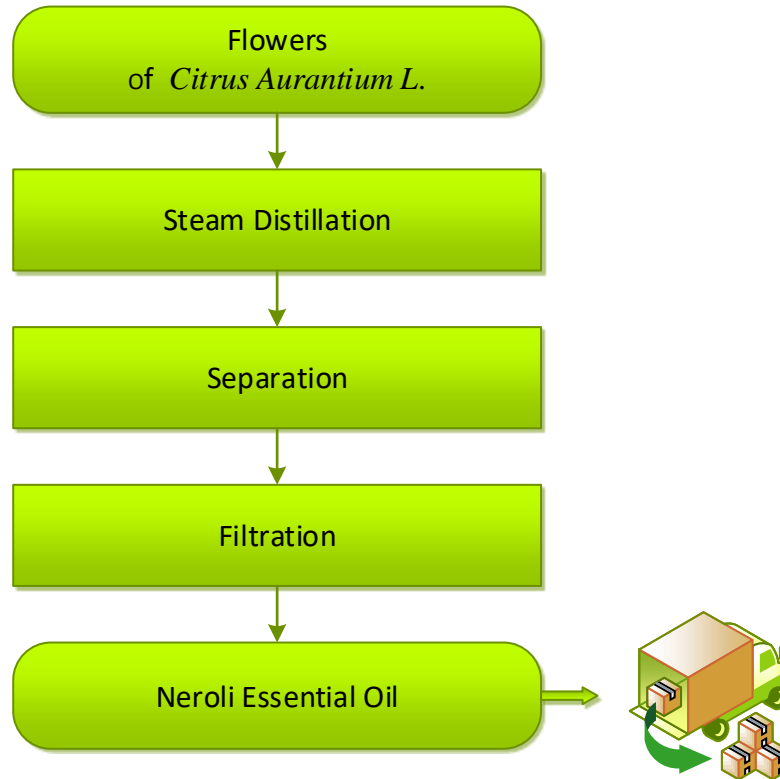 Flowers
of Citrus Aurantium L.
Steam Distillation
Separation
Filtration
Neroli Essential Oil